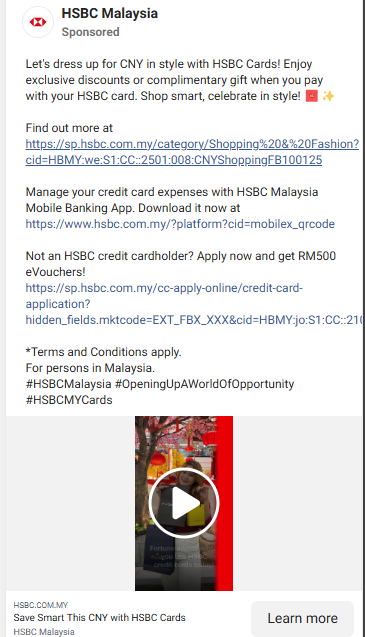 HSBC Malaysia
Sponsored
Let's dress up for CNY in style with HSBC Cards! Enjoy
exclusive discounts or complimentary gift when you pay
with your HSBC card. Shop smart, celebrate in style! 🧧 ✨
Find out more at
https://sp.hsbc.com.my/category/Shopping%20&%20Fashion?
cid=HBMY:we:S1:CC::2501:008:CNYShoppingFB100125
Manage your credit card expenses with HSBC Malaysia
Mobile Banking App. Download it now at
https://www.hsbc.com.my/?platform?cid=mobilex_qrcode
Not an HSBC credit cardholder? Apply now and get RM500
eVouchers!
https://sp.hsbc.com.my/cc-apply-online/credit-card-
application?
hidden_fields.mktcode=EXT_FBX_XXX&cid=HBMY:jo:S1:CC::210
*Terms and Conditions apply.
For persons in Malaysia.
#HSBCMalaysia #OpeningUpAWorldOfOpportunity
#HSBCMYCards
HSBC.COM.MY
Save Smart This CNY with HSBC Cards
HSBC Malaysia
Learn more